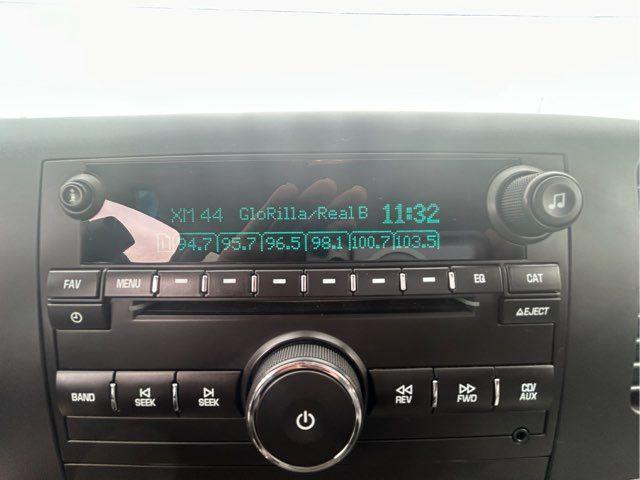 XM 44 GloRilla/Real B 11:32
1 94.7 95.7 96.5 98.1 100.7 103.5
FAV MENU EQ CAT
EJECT
BAND SEEK SEEK REV FWD CD/
AUX